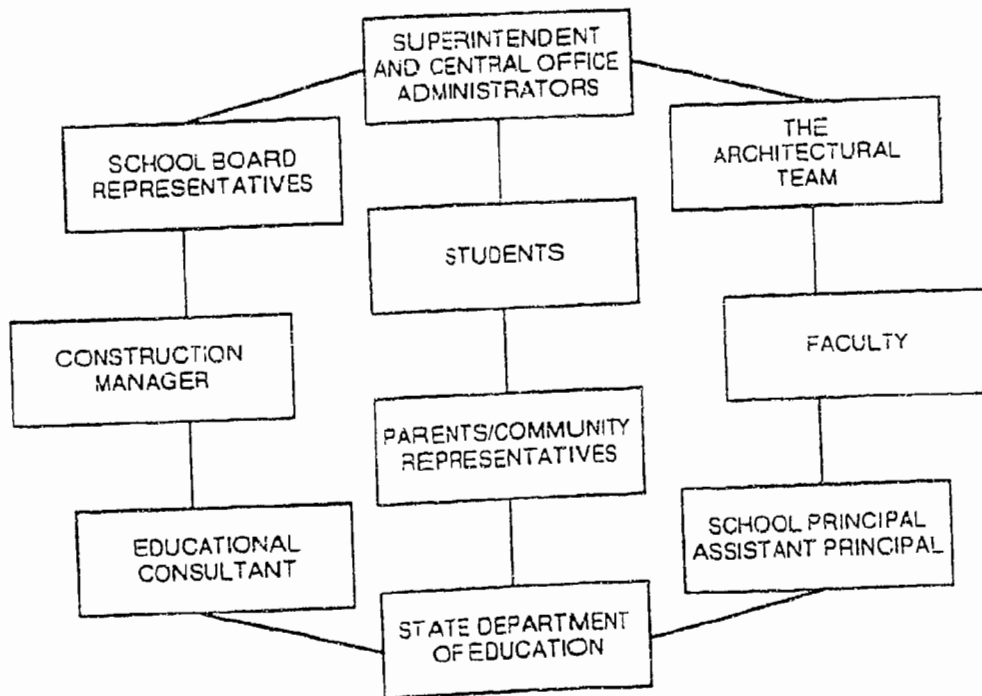 SUPERINTENDENT
AND CENTRAL OFFICE
ADMINISTRATORS
SCHOOL BOARD
REPRESENTATIVES
THE
ARCHITECTURAL
TEAM
STUDENTS
CONSTRUCTION
MANAGER
FACULTY
PARENTS/COMMUNITY
REPRESENTATIVES
EDUCATIONAL
CONSULTANT
SCHOOL PRINCIPAL
ASSISTANT PRINCIPAL
STATE DEPARTMENT
OF EDUCATION